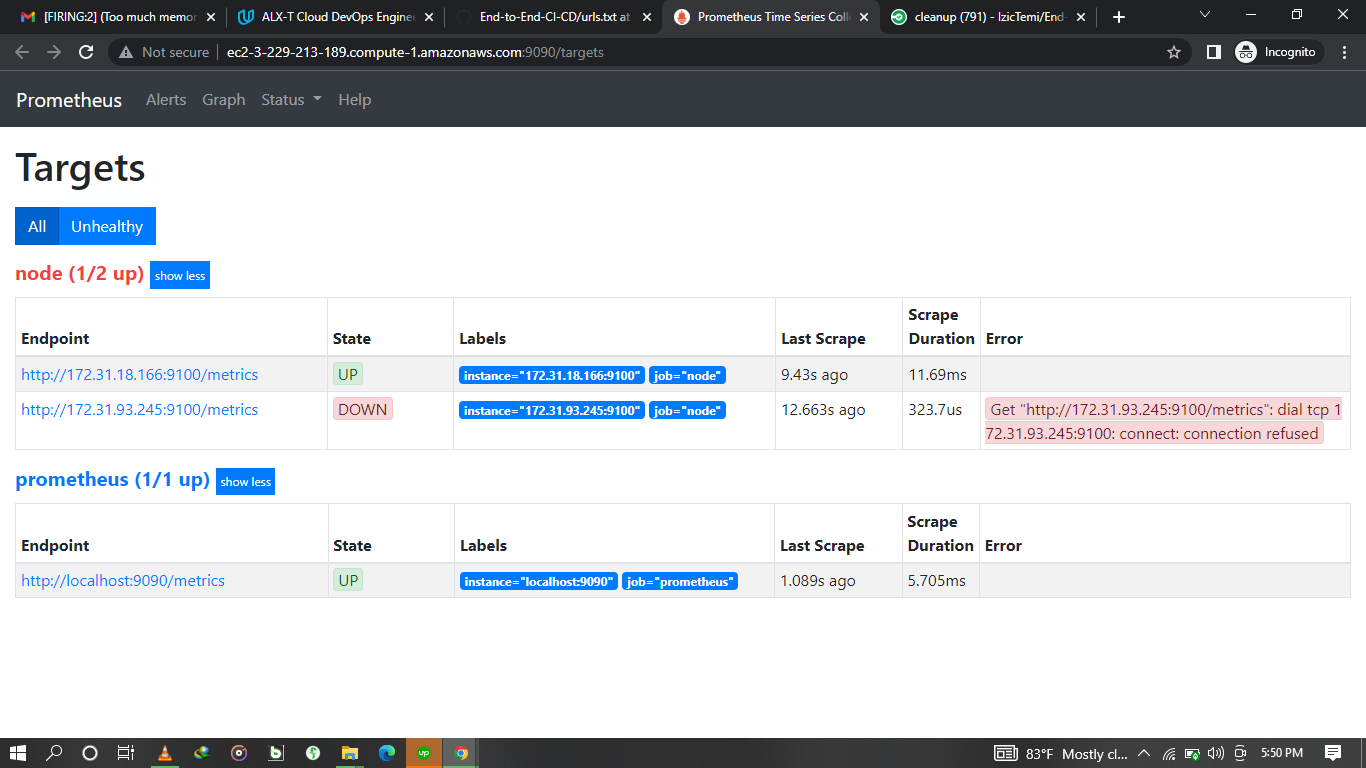 [FIRING:2] (Too much memor
ALX-T Cloud DevOps Engine
End-to-End-CI-CD/urls.txt at
Prometheus Time Series Coll
cleanup (791) - IzicTemi/End-
Not secure
ec2-3-229-213-189.compute-1.amazonaws.com:9090/targets
Incognito
Prometheus Alerts Graph Status Help
Targets
All Unhealthy
node (1/2 up) show less
Endpoint State Labels Last Scrape Scrape Duration Error
http://172.31.18.166:9100/metrics UP instance="172.31.18.166:9100" job="node" 9.43s ago 11.69ms
http://172.31.93.245:9100/metrics DOWN instance="172.31.93.245:9100" job="node" 12.663s ago 323.7us Get "http://172.31.93.245:9100/metrics": dial tcp 1
72.31.93.245:9100: connect: connection refused
prometheus (1/1 up) show less
Endpoint State Labels Last Scrape Scrape Duration Error
http://localhost:9090/metrics UP instance="localhost:9090" job="prometheus" 1.089s ago 5.705ms
up
83°F Mostly cl... 5:50 PM